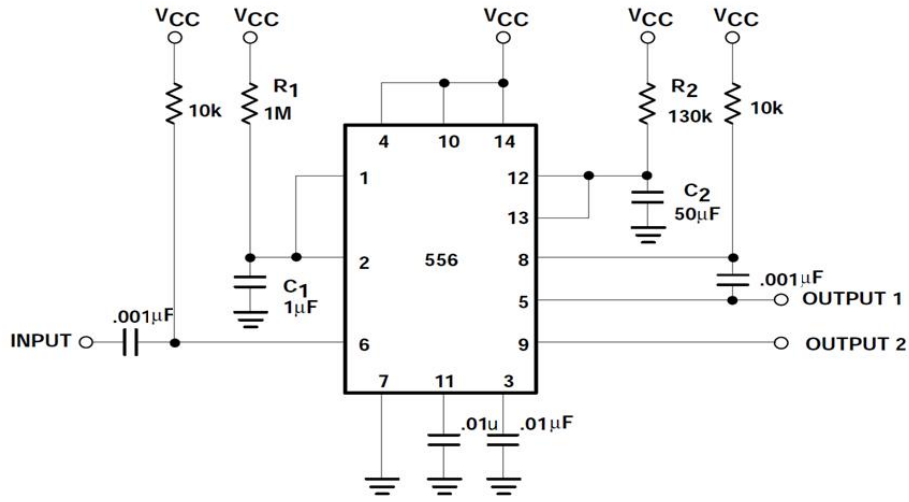 VCC VCC VCC VCC VCC
10k R1 1M R2 130k 10k
4 10 14
1 12
C2 50μF
13
2 556 8
C1 1μF
.001μF
5 OUTPUT 1
.001μF
INPUT 6 9 OUTPUT 2
7 11 3
.01u .01μF